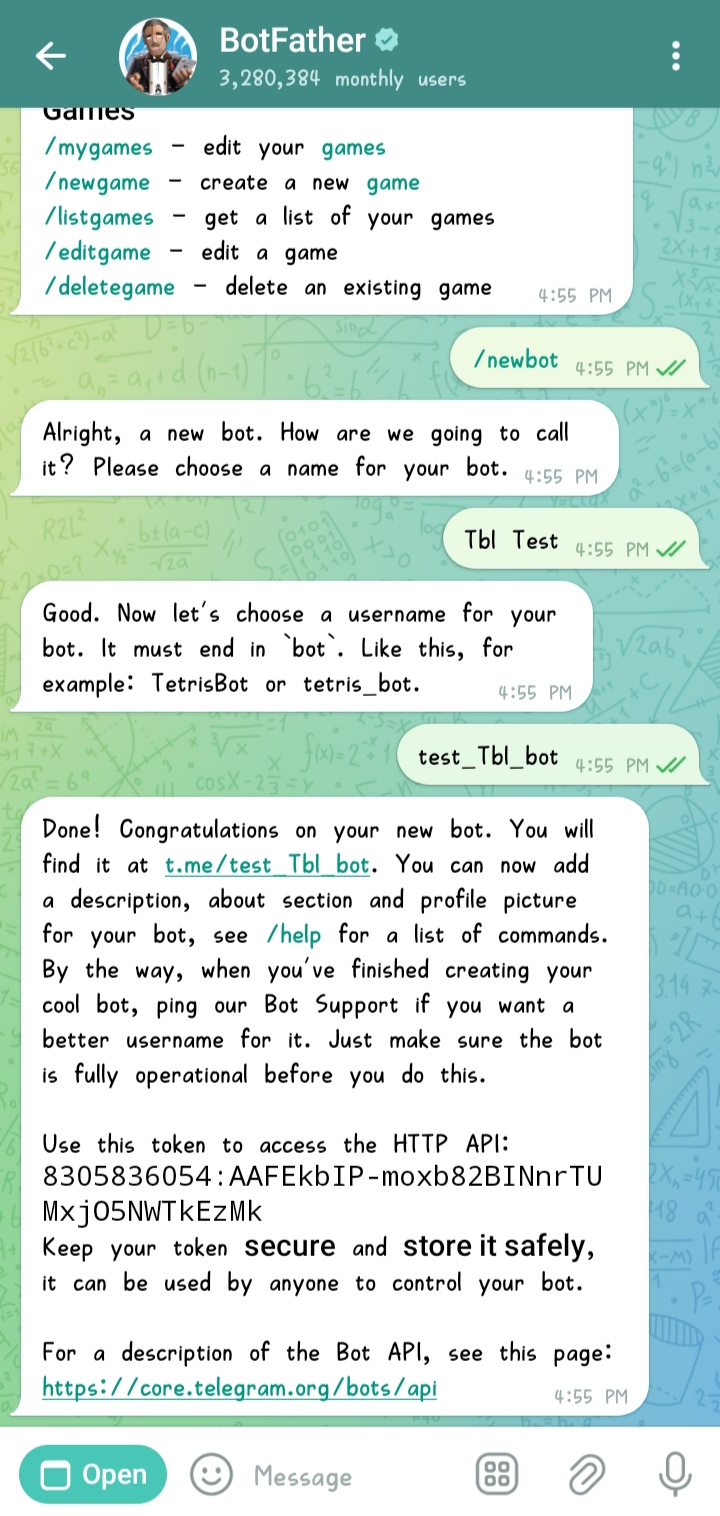 BotFather
3,280,384 monthly users
Games
/mygames – edit your games
/newgame – create a new game
/listgames – get a list of your games
/editgame – edit a game
/deletegame – delete an existing game
4:55 PM
/newbot 4:55 PM
Alright, a new bot. How are we going to call
it? Please choose a name for your bot. 4:55 PM
Tbl Test 4:55 PM
Good. Now let's choose a username for your
bot. It must end in `bot`. Like this, for
example: TetrisBot or tetris_bot. 4:55 PM
test_Tbl_bot 4:55 PM
Done! Congratulations on your new bot. You will
find it at t.me/test_Tbl_bot. You can now add
a description, about section and profile picture
for your bot, see /help for a list of commands.
By the way, when you've finished creating your
cool bot, ping our Bot Support if you want a
better username for it. Just make sure the bot
is fully operational before you do this.
Use this token to access the HTTP API:
8305836054:AAFEkbIP-moxb82BINnrTU
MxjO5NWTkEzMk
Keep your token secure and store it safely,
it can be used by anyone to control your bot.
For a description of the Bot API, see this page:
https://core.telegram.org/bots/api 4:55 PM
Open Message